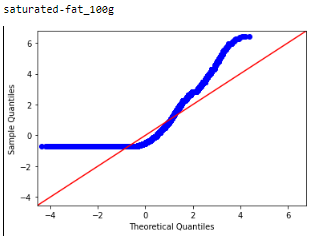 saturated-fat_100g
6
4
2
0
−2
−4
Sample Quantiles
−4 −2 0 2 4 6
Theoretical Quantiles